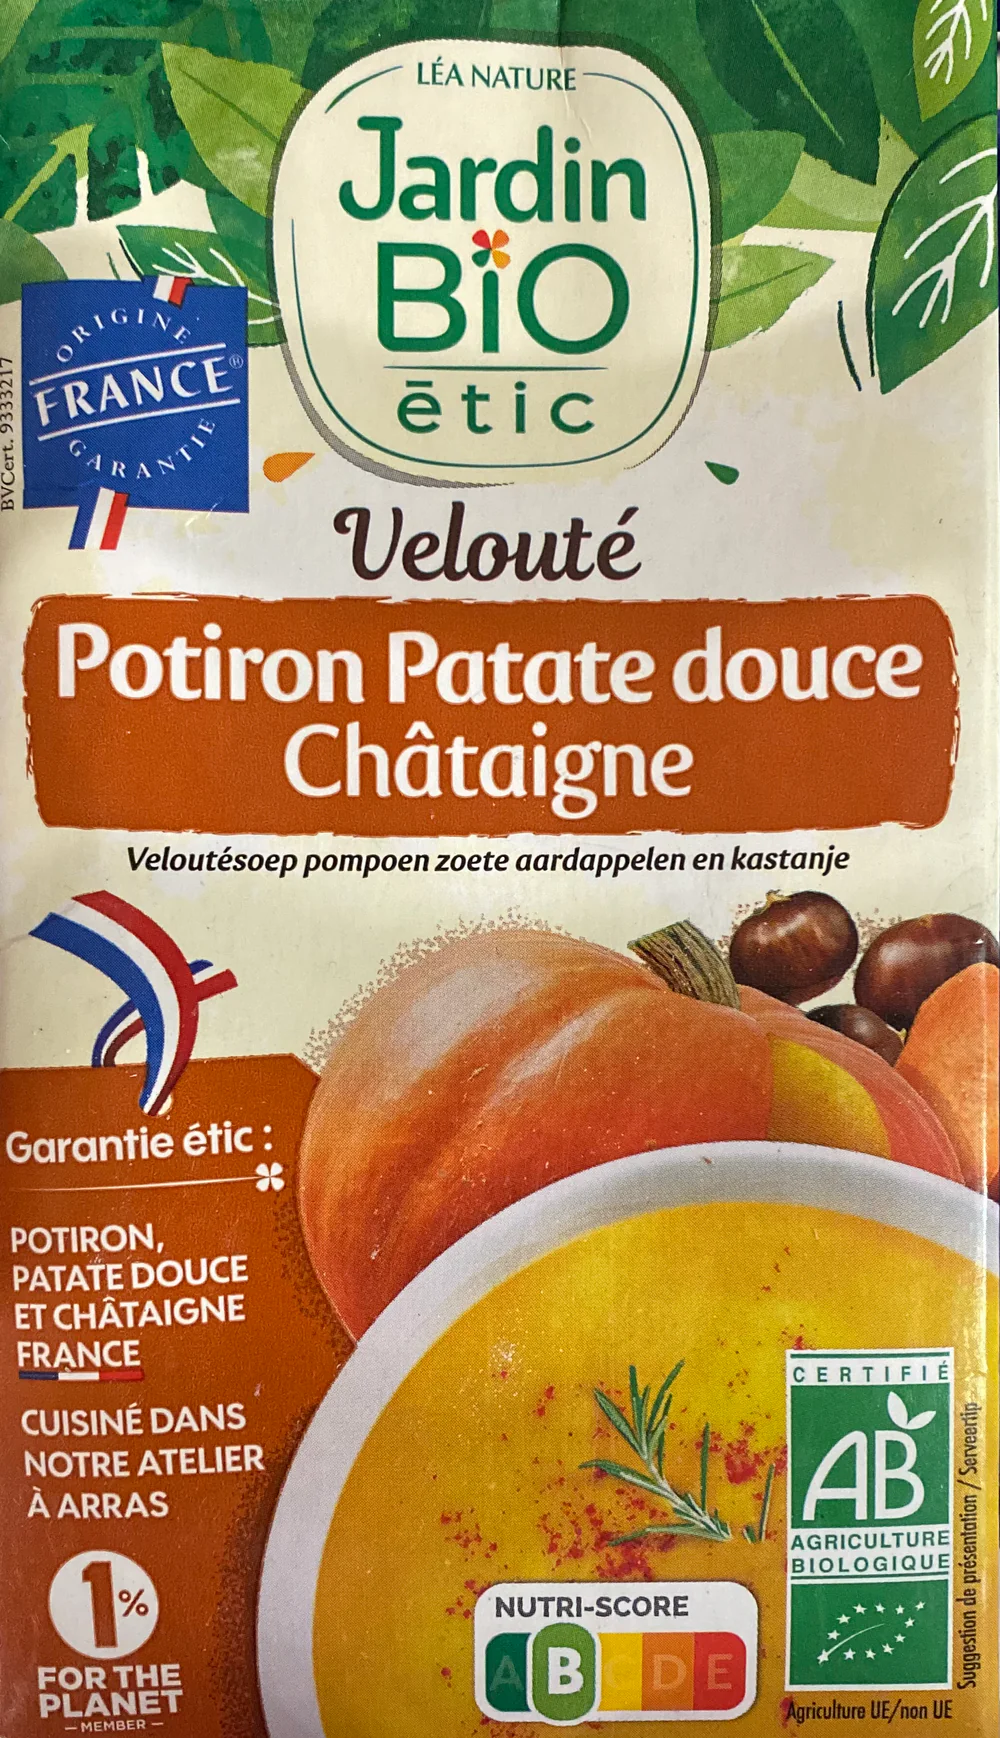 LÉA NATURE
Jardin
BiO
ētic
ORIGINE
FRANCE®
GARANTIE
BVCert. 9333217
Velouté
Potiron Patate douce
Châtaigne
Veloutésoep pompoen zoete aardappelen en kastanje
Garantie étic :
POTIRON,
PATATE DOUCE
ET CHÂTAIGNE
FRANCE
CUISINÉ DANS
NOTRE ATELIER
À ARRAS
1%
FOR THE
PLANET
— MEMBER —
NUTRI-SCORE
A B C D E
CERTIFIÉ
AB
AGRICULTURE
BIOLOGIQUE
Agriculture UE/non UE
Suggestion de présentation / Serveertip